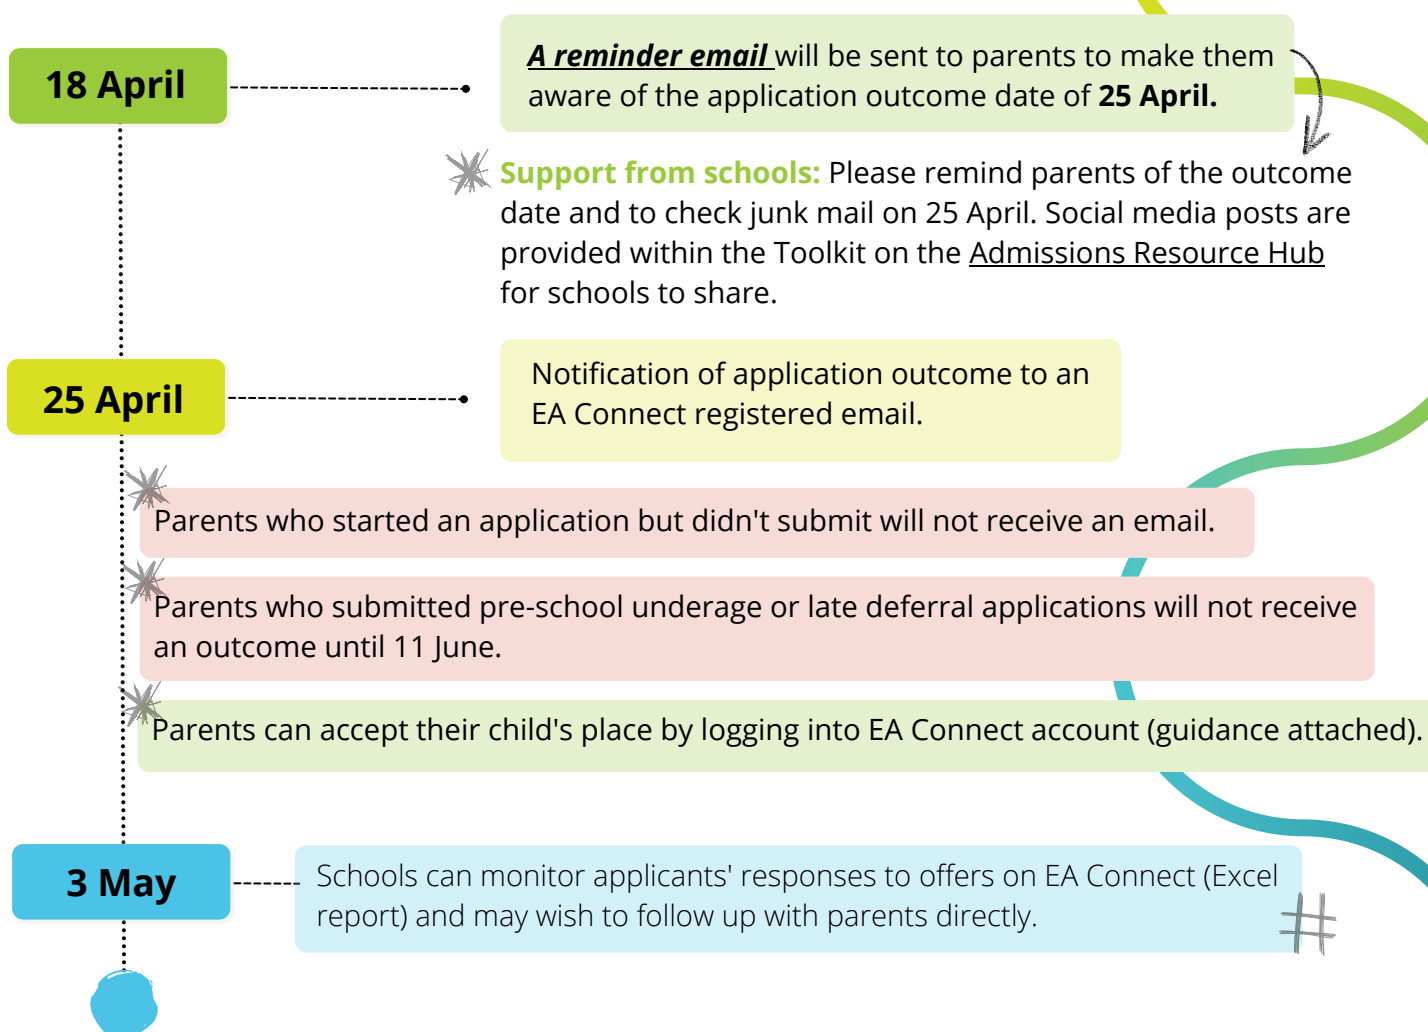 18 April
A reminder email will be sent to parents to make them
aware of the application outcome date of 25 April.
Support from schools: Please remind parents of the outcome
date and to check junk mail on 25 April. Social media posts are
provided within the Toolkit on the Admissions Resource Hub
for schools to share.
25 April
Notification of application outcome to an
EA Connect registered email.
Parents who started an application but didn't submit will not receive an email.
Parents who submitted pre-school underage or late deferral applications will not receive
an outcome until 11 June.
Parents can accept their child's place by logging into EA Connect account (guidance attached).
3 May
Schools can monitor applicants' responses to offers on EA Connect (Excel
report) and may wish to follow up with parents directly.